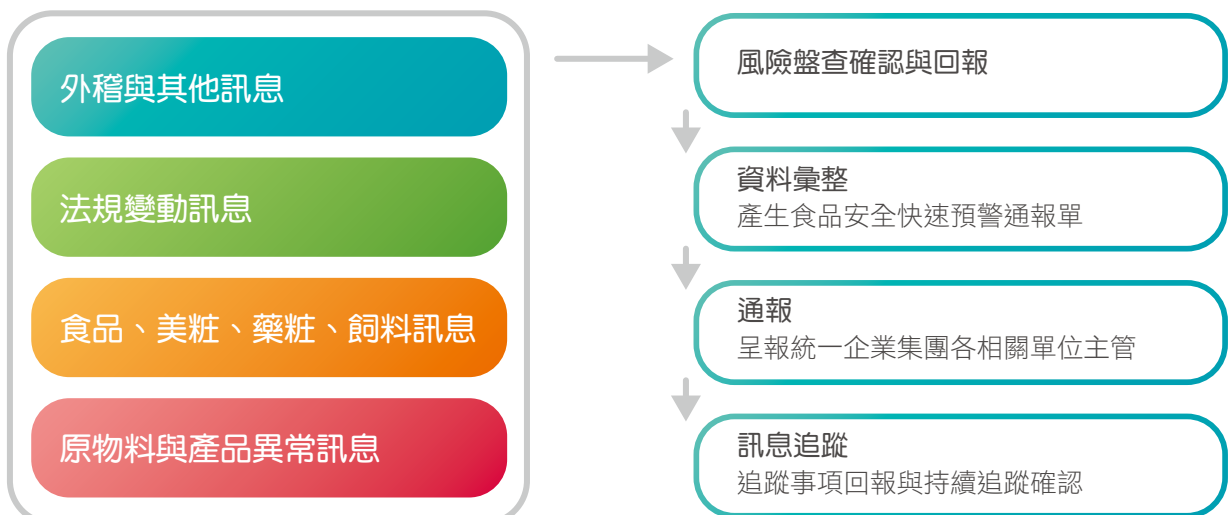 外稽與其他訊息
法規變動訊息
食品、美粧、藥粧、飼料訊息
原物料與產品異常訊息
風險盤查確認與回報
資料彙整
產生食品安全快速預警通報單
通報
呈報統一企業集團各相關單位主管
訊息追蹤
追蹤事項回報與持續追蹤確認